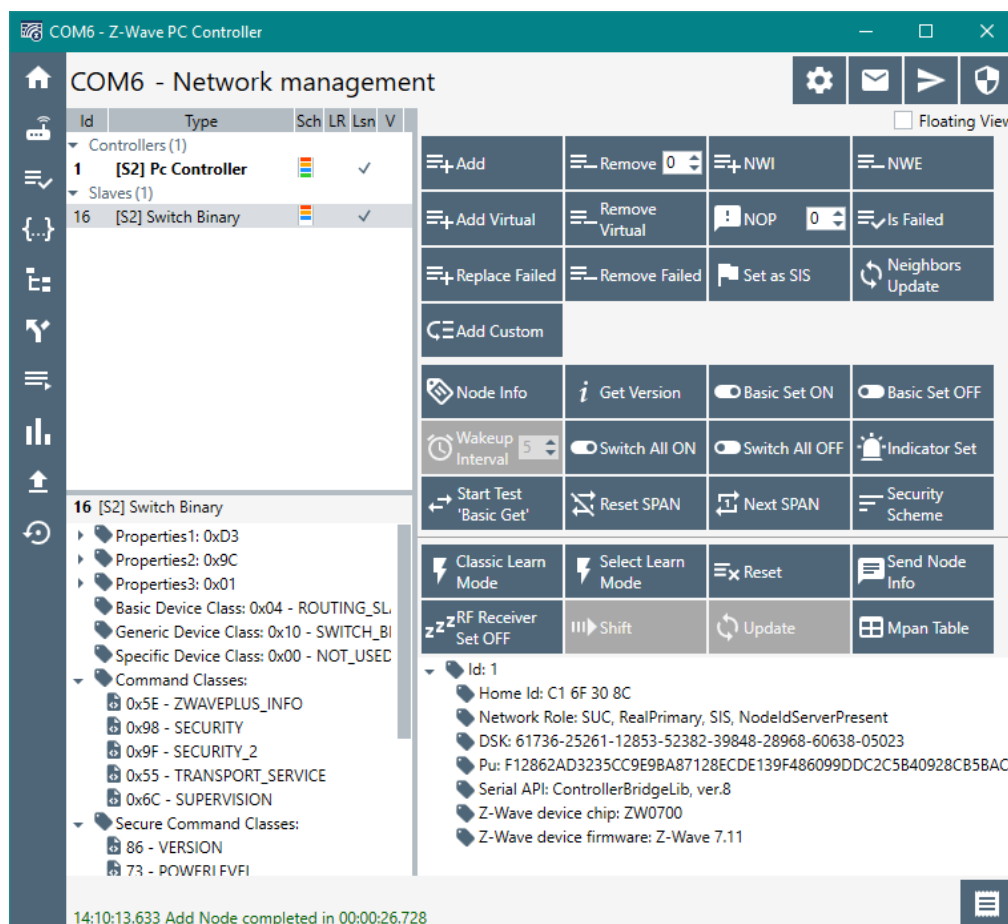 COM6 - Z-Wave PC Controller
COM6 - Network management
Id Type Sch LR Lsn V
Controllers (1)
1 [S2] Pc Controller
Slaves (1)
16 [S2] Switch Binary
Floating View
Add
Remove 0
NWI
NWE
Add Virtual
Remove Virtual
NOP 0
Is Failed
Replace Failed
Remove Failed
Set as SIS
Neighbors Update
Add Custom
Node Info
Get Version
Basic Set ON
Basic Set OFF
Wakeup Interval 5
Switch All ON
Switch All OFF
Indicator Set
Start Test 'Basic Get'
Reset SPAN
Next SPAN
Security Scheme
Classic Learn Mode
Select Learn Mode
Reset
Send Node Info
RF Receiver Set OFF
Shift
Update
Mpan Table
16 [S2] Switch Binary
Properties1: 0xD3
Properties2: 0x9C
Properties3: 0x01
Basic Device Class: 0x04 - ROUTING_SL
Generic Device Class: 0x10 - SWITCH_BI
Specific Device Class: 0x00 - NOT_USED
Command Classes:
0x5E - ZWAVEPLUS_INFO
0x98 - SECURITY
0x9F - SECURITY_2
0x55 - TRANSPORT_SERVICE
0x6C - SUPERVISION
Secure Command Classes:
86 - VERSION
73 - POWERLEVEL
Id: 1
Home Id: C1 6F 30 8C
Network Role: SUC, RealPrimary, SIS, NodeIdServerPresent
DSK: 61736-25261-12853-52382-39848-28968-60638-05023
Pu: F12862AD3235CC9E9BA87128ECDE139F486099DDC2C5B40928CB5BAC
Serial API: ControllerBridgeLib, ver.8
Z-Wave device chip: ZW0700
Z-Wave device firmware: Z-Wave 7.11
14:10:13.633 Add Node completed in 00:00:26.728